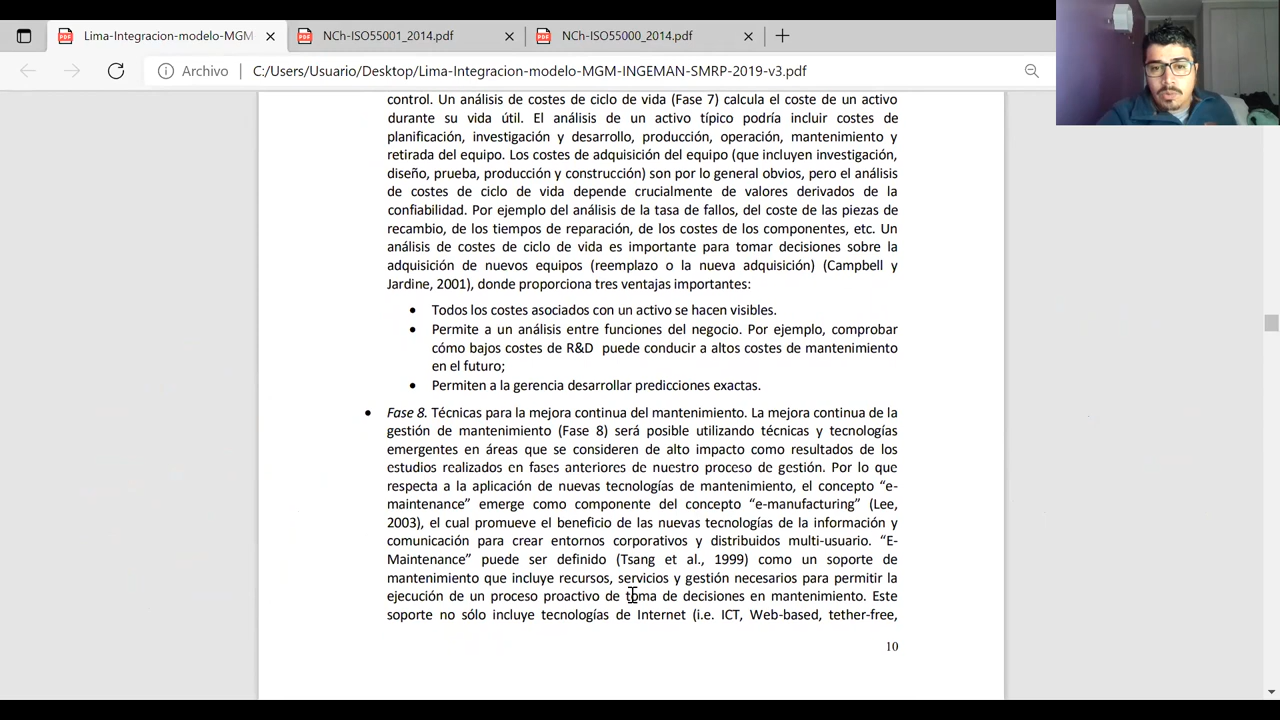 Lima-Integracion-modelo-MGM
NCh-ISO55001_2014.pdf
NCh-ISO55000_2014.pdf
Archivo
C:/Users/Usuario/Desktop/Lima-Integracion-modelo-MGM-INGEMAN-SMRP-2019-v3.pdf
control. Un análisis de costes de ciclo de vida (Fase 7) calcula el coste de un activo
durante su vida útil. El análisis de un activo típico podría incluir costes de
planificación, investigación y desarrollo, producción, operación, mantenimiento y
retirada del equipo. Los costes de adquisición del equipo (que incluyen investigación,
diseño, prueba, producción y construcción) son por lo general obvios, pero el análisis
de costes de ciclo de vida depende crucialmente de valores derivados de la
confiabilidad. Por ejemplo del análisis de la tasa de fallos, del coste de las piezas de
recambio, de los tiempos de reparación, de los costes de los componentes, etc. Un
análisis de costes de ciclo de vida es importante para tomar decisiones sobre la
adquisición de nuevos equipos (reemplazo o la nueva adquisición) (Campbell y
Jardine, 2001), donde proporciona tres ventajas importantes:
• Todos los costes asociados con un activo se hacen visibles.
• Permite a un análisis entre funciones del negocio. Por ejemplo, comprobar
cómo bajos costes de R&D puede conducir a altos costes de mantenimiento
en el futuro;
• Permiten a la gerencia desarrollar predicciones exactas.
• Fase 8. Técnicas para la mejora continua del mantenimiento. La mejora continua de la
gestión de mantenimiento (Fase 8) será posible utilizando técnicas y tecnologías
emergentes en áreas que se consideren de alto impacto como resultados de los
estudios realizados en fases anteriores de nuestro proceso de gestión. Por lo que
respecta a la aplicación de nuevas tecnologías de mantenimiento, el concepto “e-
maintenance” emerge como componente del concepto “e-manufacturing” (Lee,
2003), el cual promueve el beneficio de las nuevas tecnologías de la información y
comunicación para crear entornos corporativos y distribuidos multi-usuario. “E-
Maintenance” puede ser definido (Tsang et al., 1999) como un soporte de
mantenimiento que incluye recursos, servicios y gestión necesarios para permitir la
ejecución de un proceso proactivo de toma de decisiones en mantenimiento. Este
soporte no sólo incluye tecnologías de Internet (i.e. ICT, Web-based, tether-free,
10